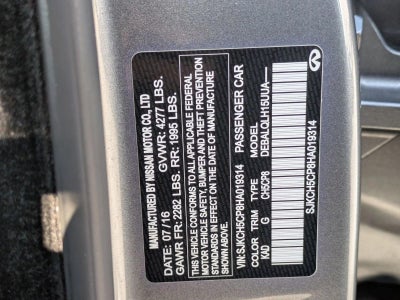 MANUFACTURED BY NISSAN MOTOR CO., LTD
DATE: 07/16 GVWR: 4277 LBS.
GAWR FR: 2282 LBS. RR: 1995 LBS.
THIS VEHICLE CONFORMS TO ALL APPLICABLE FEDERAL
MOTOR VEHICLE SAFETY, BUMPER AND THEFT PREVENTION
STANDARDS IN EFFECT ON THE DATE OF MANUFACTURE
SHOWN ABOVE.
VIN: SJKCH5CP8HA019314 PASSENGER CAR
COLOR TRIM TYPE MODEL
KAD G CH5CP8 DEBALQLH15UUA----
SJKCH5CP8HA019314